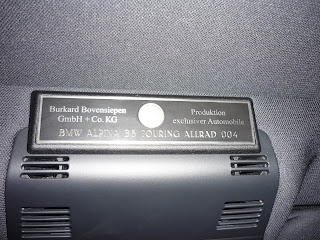 Burkard Bovensiepen
GmbH + Co. KG
Produktion
exclusiver Automobile
BMW ALPINA B5 TOURING ALLRAD 004